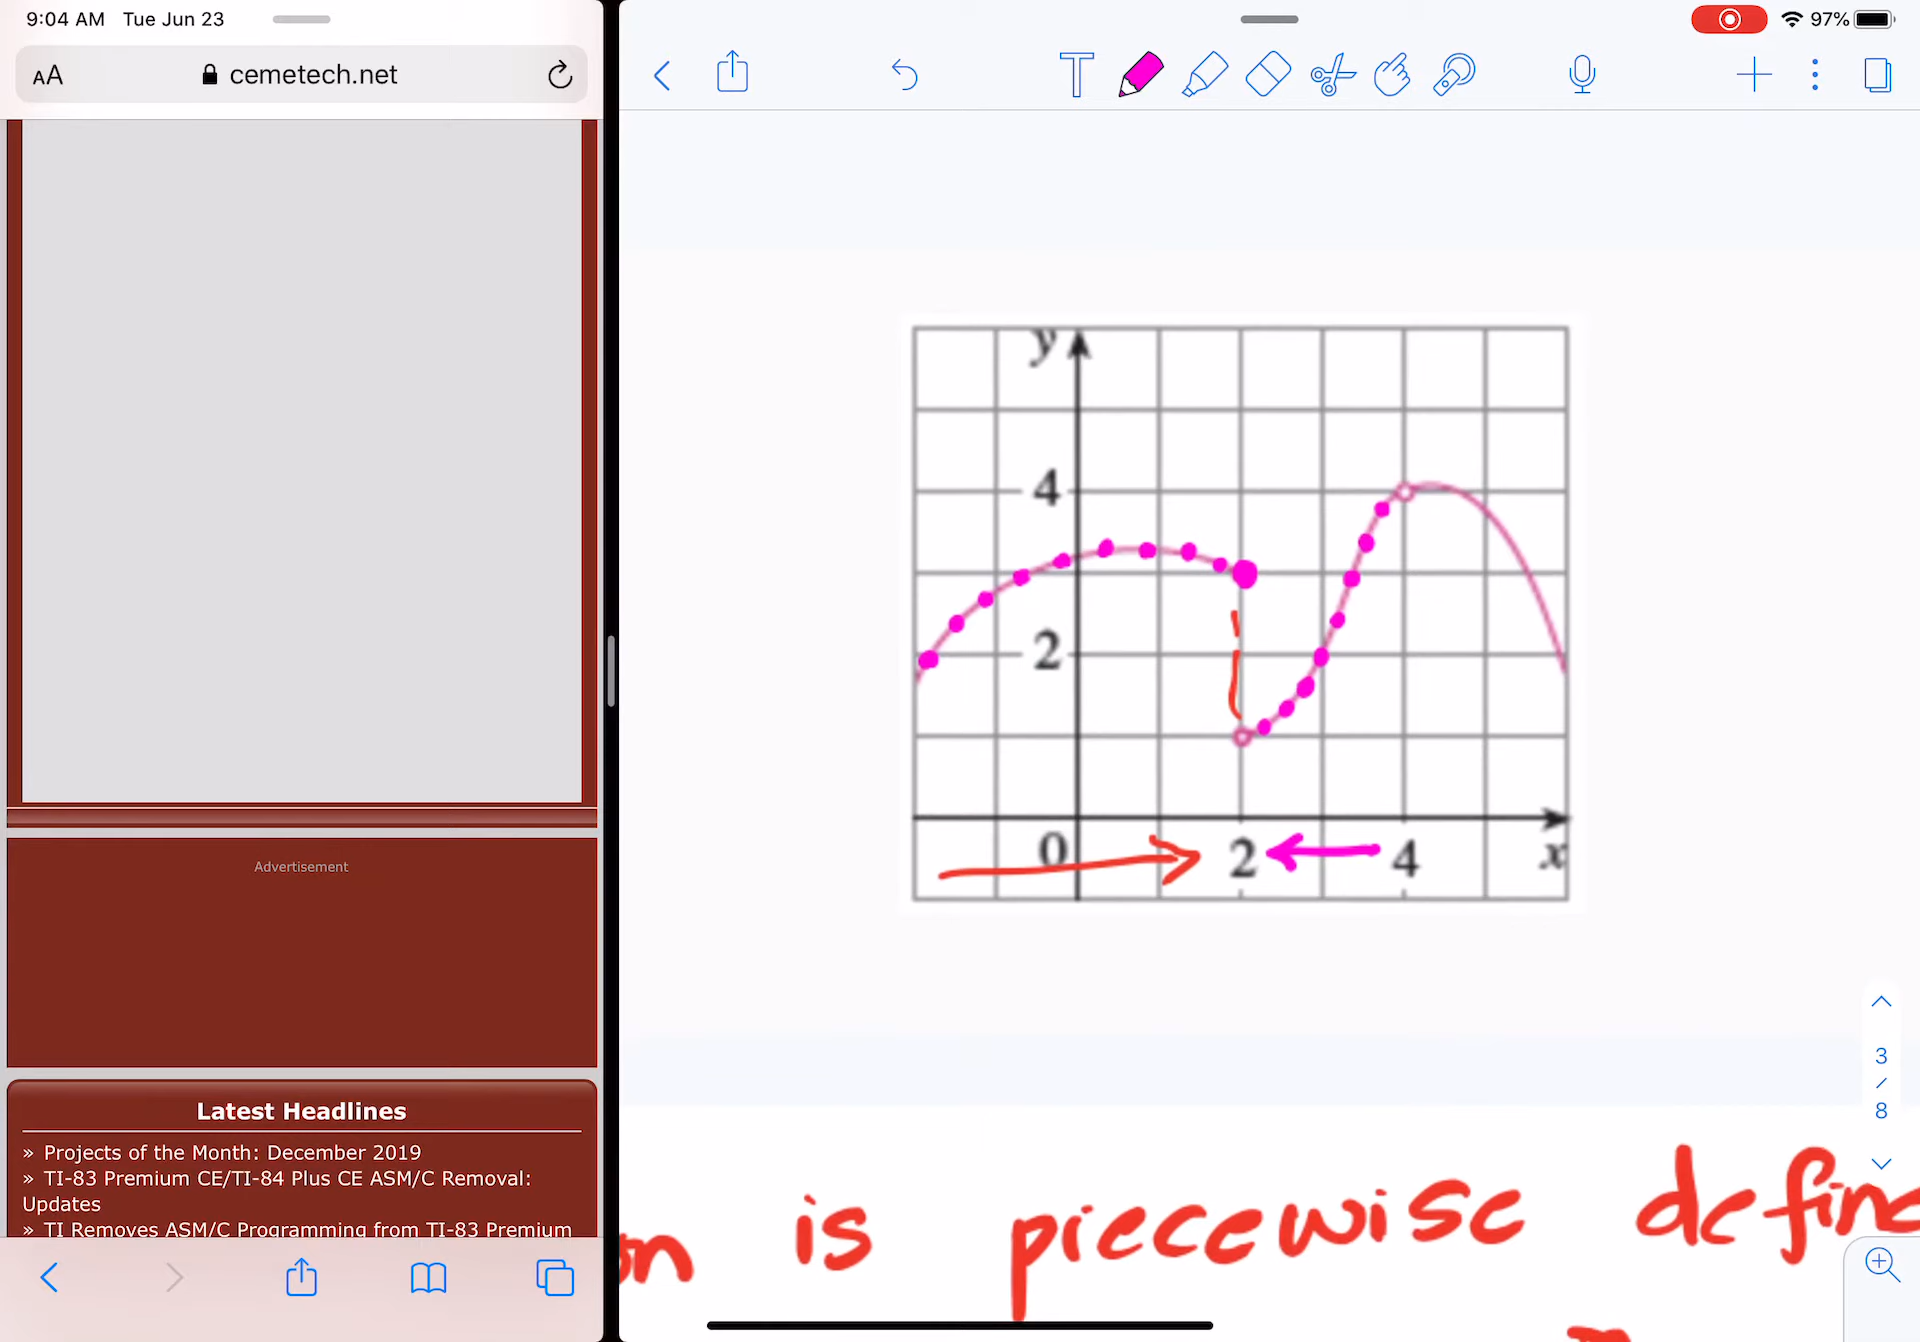 9:04 AM Tue Jun 23
AA cemetech.net
Advertisement
Latest Headlines
» Projects of the Month: December 2019
» TI-83 Premium CE/TI-84 Plus CE ASM/C Removal:
Updates
» TI Removes ASM/C Programming from TI-83 Premium
97%
T
y
4
2
0 2 4 x
3
/
8
on is piecewise define